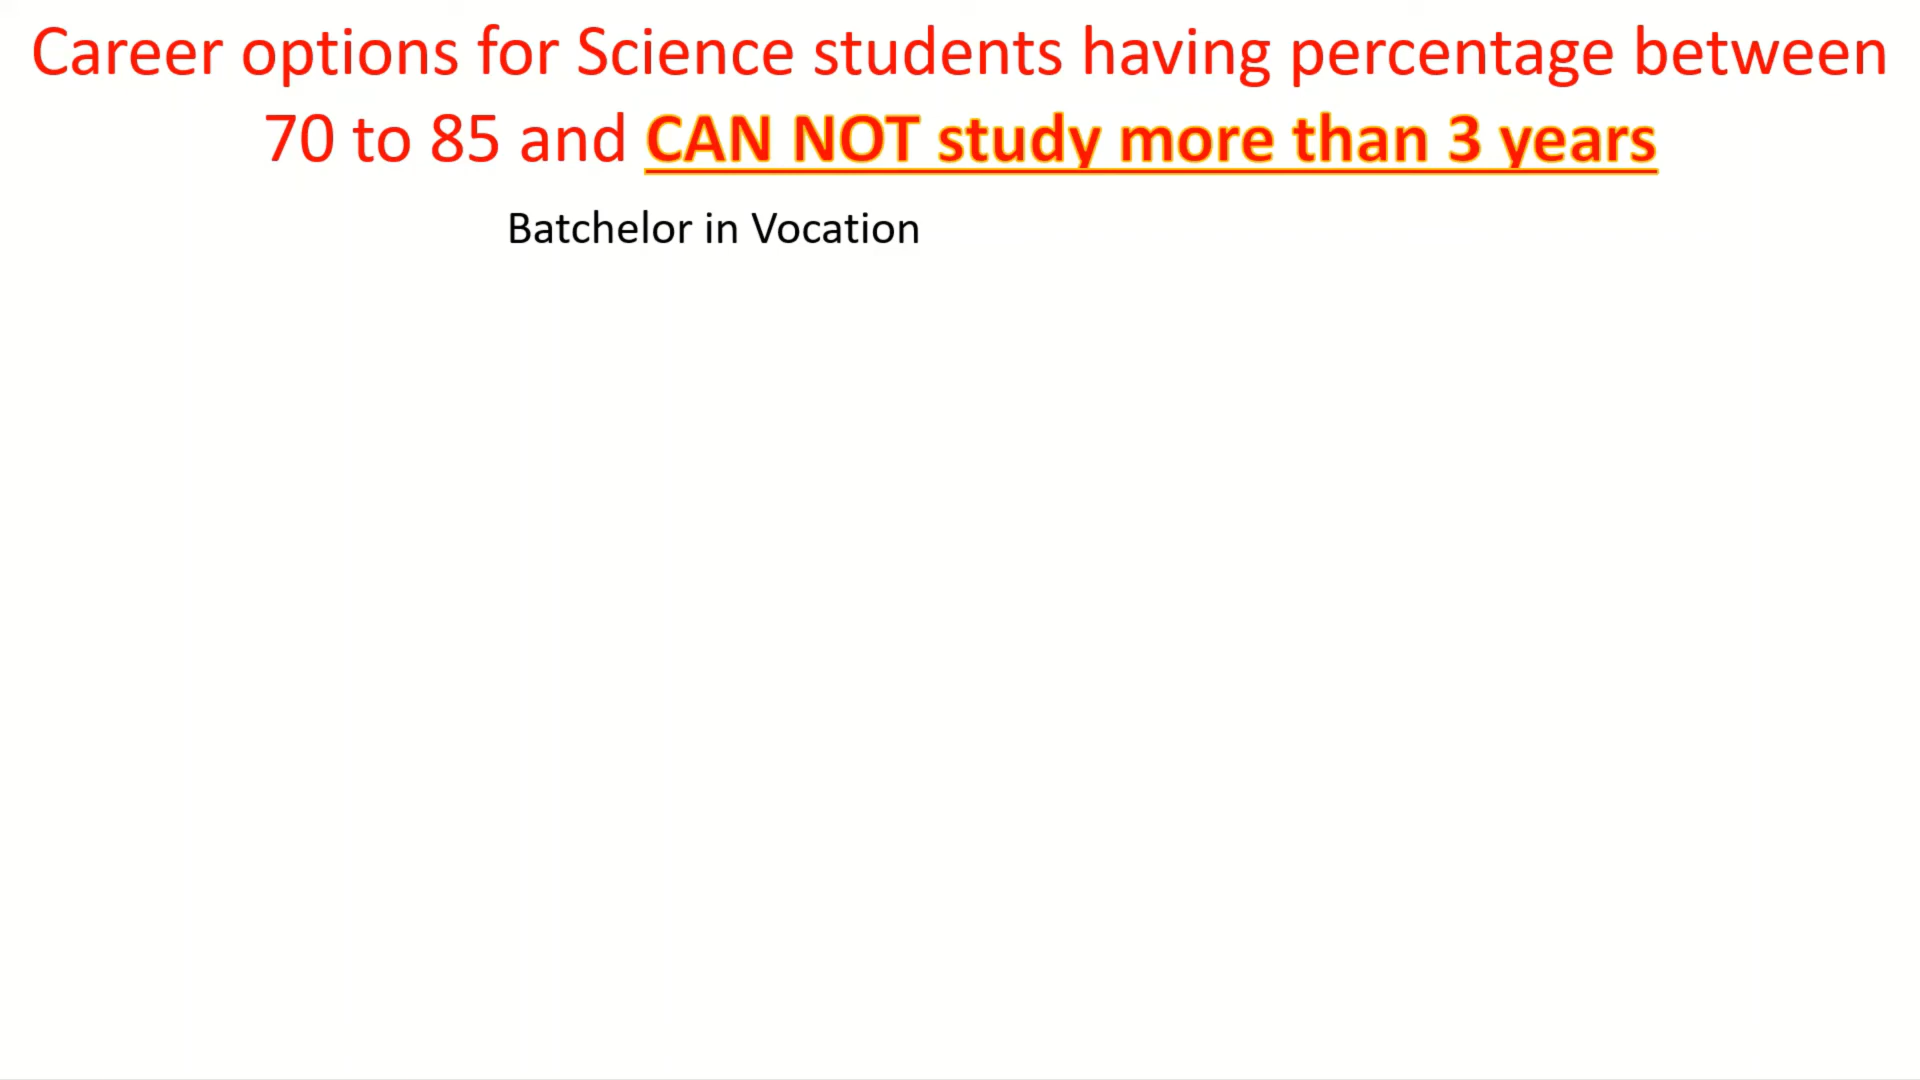 Career options for Science students having percentage between
70 to 85 and CAN NOT study more than 3 years
Batchelor in Vocation